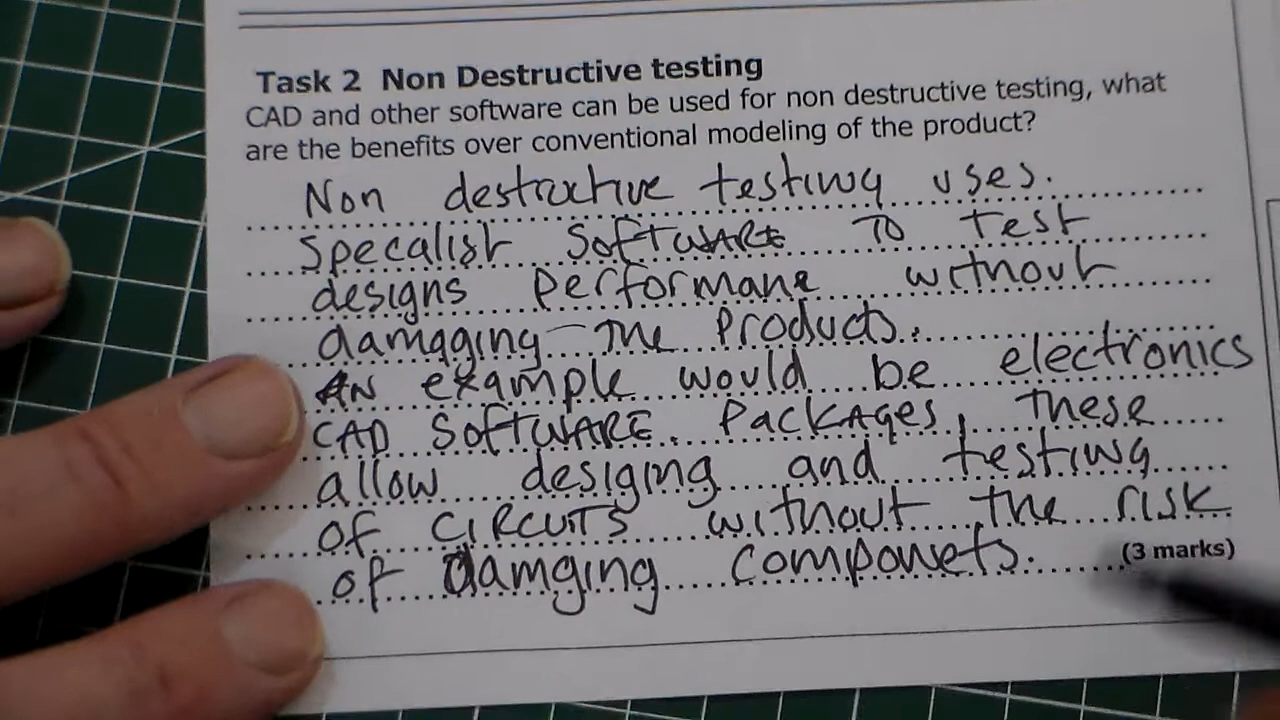 Task 2 Non Destructive testing
CAD and other software can be used for non destructive testing, what
are the benefits over conventional modeling of the product?
Non destructive testing uses.
Specalist SoftWARE TO Test
designs Performane without
damagging The Products.
AN example would be electronics
CAD SoftWARE. PacKAges, These
allow desiging and testing
of CIRCUITS without the risk
of damging componets.
(3 marks)